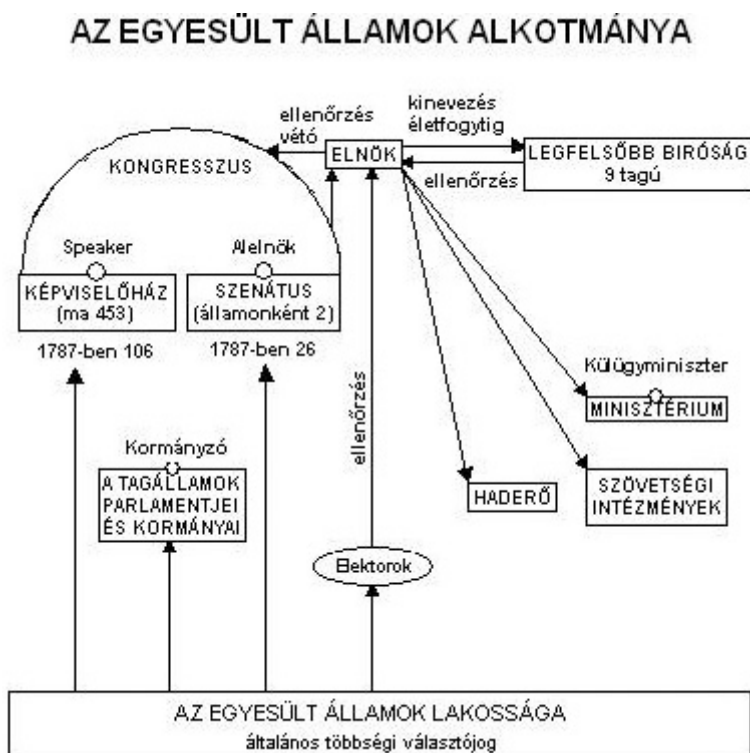 AZ EGYESÜLT ÁLLAMOK ALKOTMÁNYA
ellenőrzés
vétó
kinevezés
életfogytig
KONGRESSZUS
ELNÖK
LEGFELSŐBB BIRÓSÁG
9 tagú
ellenőrzés
Speaker
Alelnök
KÉPVISELŐHÁZ
(ma 453)
SZENÁTUS
(államonként 2)
1787-ben 106
1787-ben 26
Külügyminiszter
MINISZTÉRIUM
ellenőrzés
Kormányzó
A TAGÁLLAMOK
PARLAMENTJEI
ÉS KORMÁNYAI
HADERŐ
SZÖVETSÉGI
INTÉZMÉNYEK
Elektorok
AZ EGYESÜLT ÁLLAMOK LAKOSSÁGA
általános többségi választójog